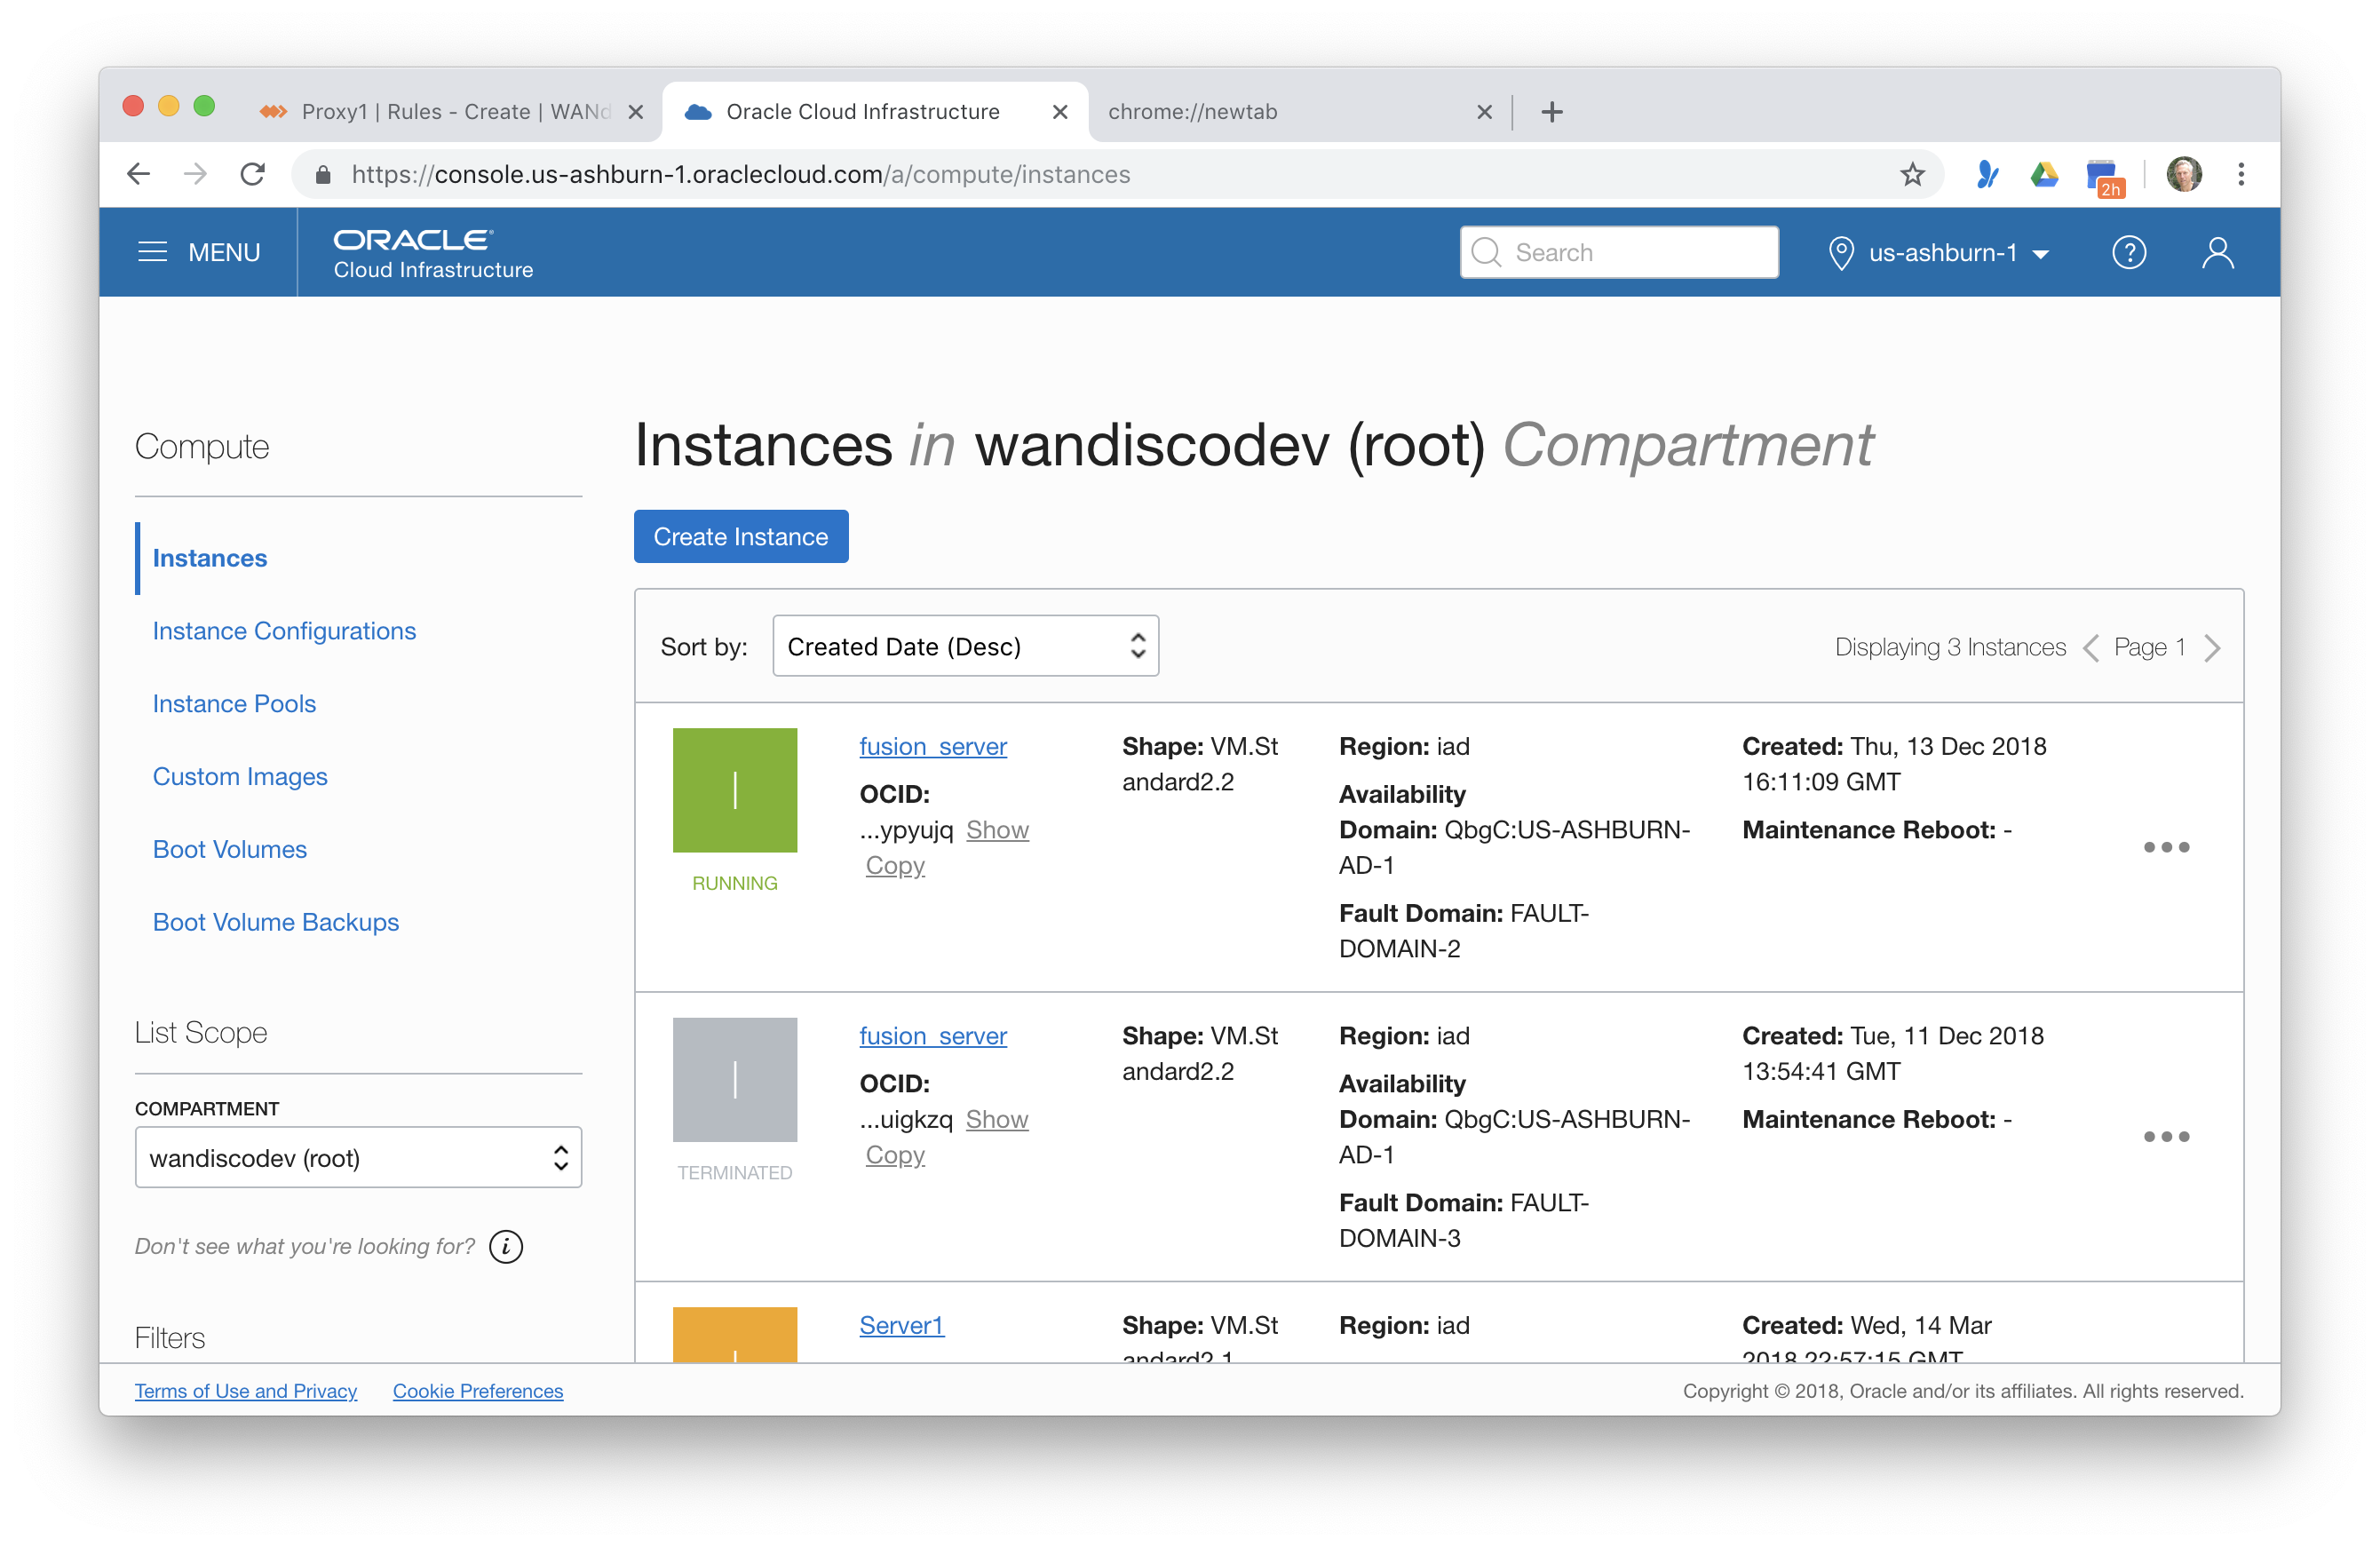 Proxy1 | Rules - Create | WANd
Oracle Cloud Infrastructure
chrome://newtab
https://console.us-ashburn-1.oraclecloud.com/a/compute/instances
2h
MENU
ORACLE
Cloud Infrastructure
Search
us-ashburn-1
Compute
Instances
Instance Configurations
Instance Pools
Custom Images
Boot Volumes
Boot Volume Backups
List Scope
COMPARTMENT
wandiscodev (root)
Don't see what you're looking for?
Filters
Instances in wandiscodev (root) Compartment
Create Instance
Sort by: Created Date (Desc)
Displaying 3 Instances Page 1
RUNNING
fusion_server
OCID:
...ypyujq Show
Copy
Shape: VM.St
andard2.2
Region: iad
Availability
Domain: QbgC:US-ASHBURN-
AD-1
Fault Domain: FAULT-
DOMAIN-2
Created: Thu, 13 Dec 2018
16:11:09 GMT
Maintenance Reboot: -
TERMINATED
fusion_server
OCID:
...uigkzq Show
Copy
Shape: VM.St
andard2.2
Region: iad
Availability
Domain: QbgC:US-ASHBURN-
AD-1
Fault Domain: FAULT-
DOMAIN-3
Created: Tue, 11 Dec 2018
13:54:41 GMT
Maintenance Reboot: -
Server1
Shape: VM.St
andard2.1
Region: iad
Created: Wed, 14 Mar
2018 22:57:15 GMT
Terms of Use and Privacy
Cookie Preferences
Copyright © 2018, Oracle and/or its affiliates. All rights reserved.